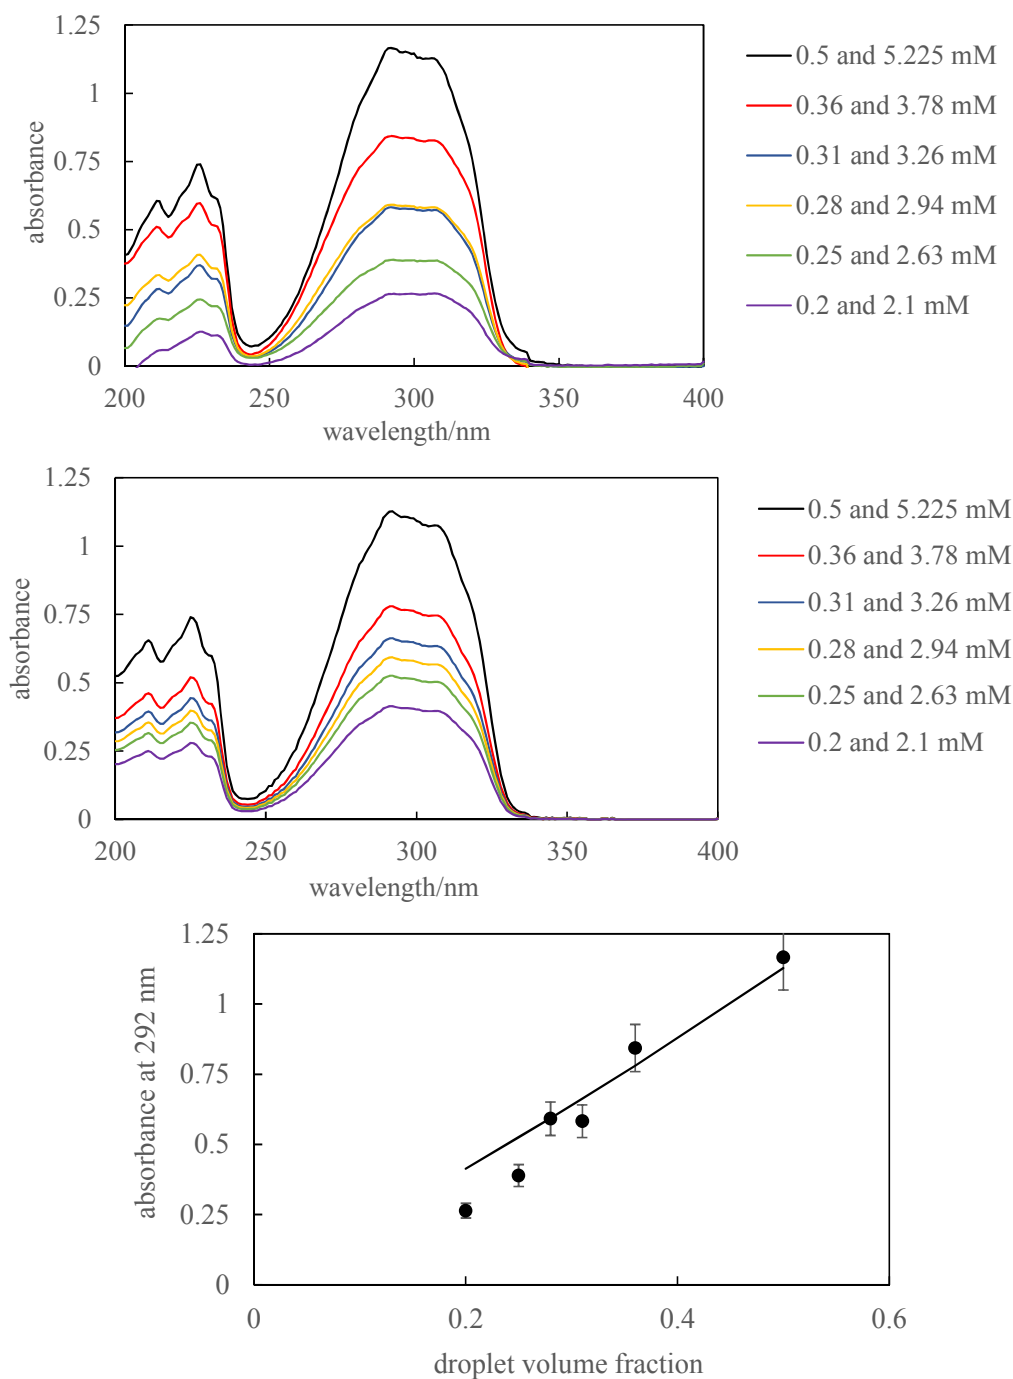 1.25
1
0.75
0.5
0.25
0
absorbance
200
250
300
350
400
wavelength/nm
0.5 and 5.225 mM
0.36 and 3.78 mM
0.31 and 3.26 mM
0.28 and 2.94 mM
0.25 and 2.63 mM
0.2 and 2.1 mM
1.25
1
0.75
0.5
0.25
0
absorbance
200
250
300
350
400
wavelength/nm
0.5 and 5.225 mM
0.36 and 3.78 mM
0.31 and 3.26 mM
0.28 and 2.94 mM
0.25 and 2.63 mM
0.2 and 2.1 mM
1.25
1
0.75
0.5
0.25
0
absorbance at 292 nm
0
0.2
0.4
0.6
droplet volume fraction